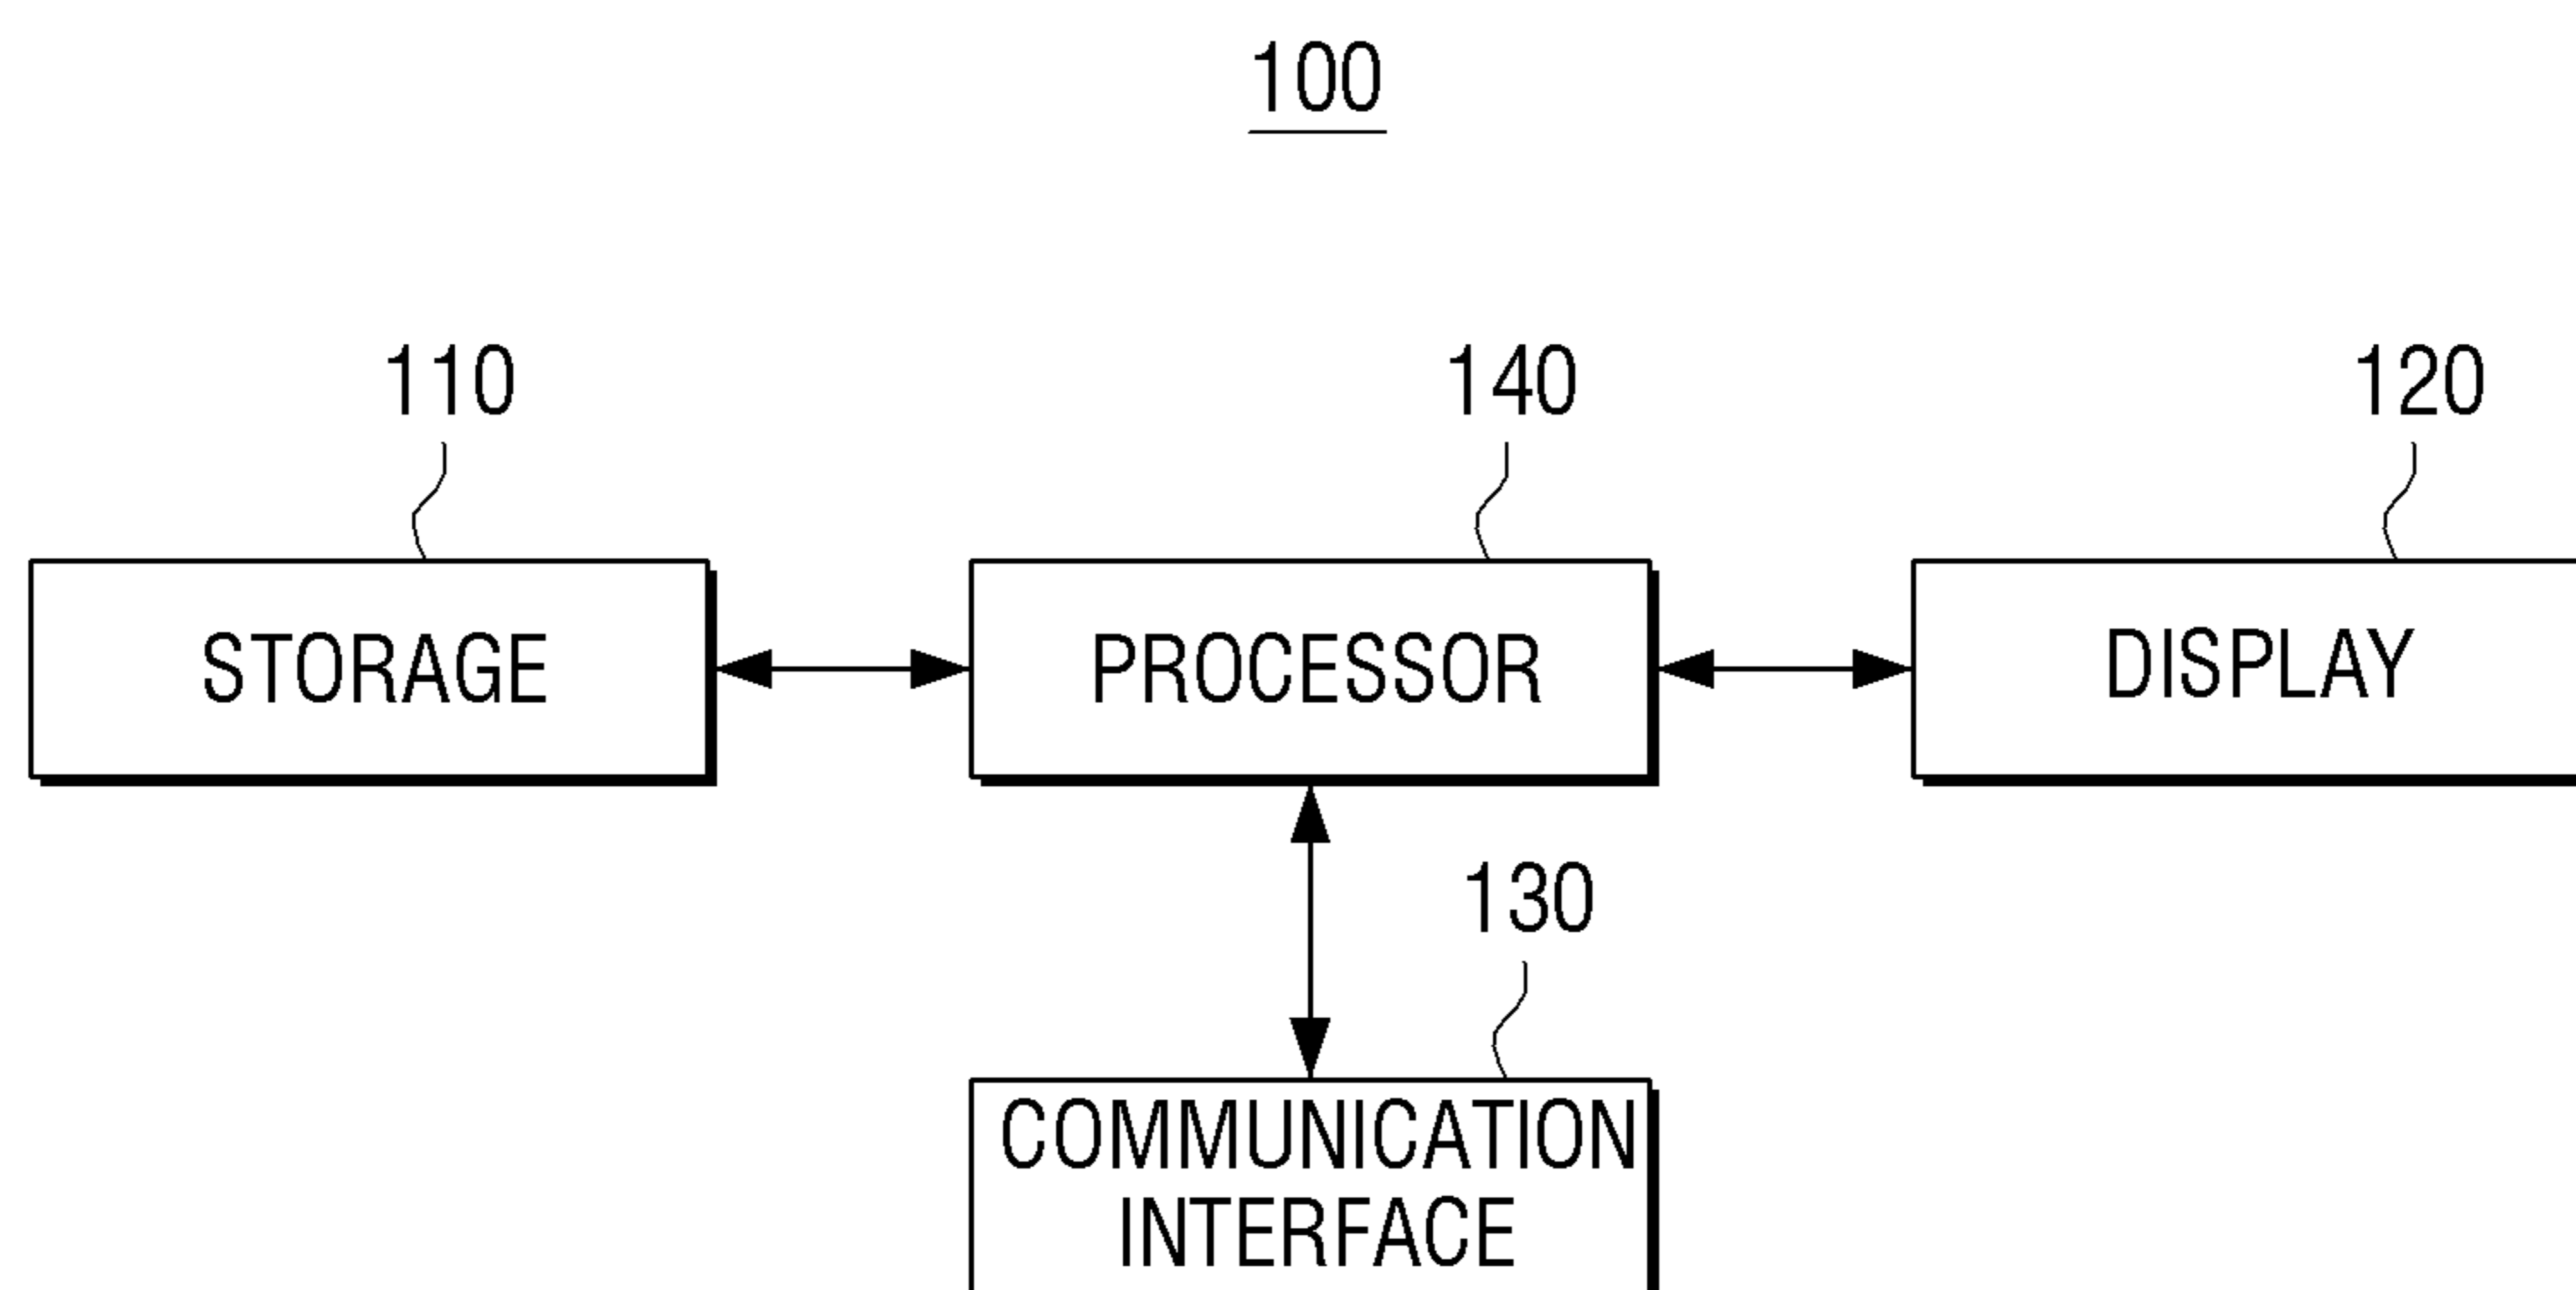 100
110
140
120
STORAGE
PROCESSOR
DISPLAY
130
COMMUNICATION
INTERFACE